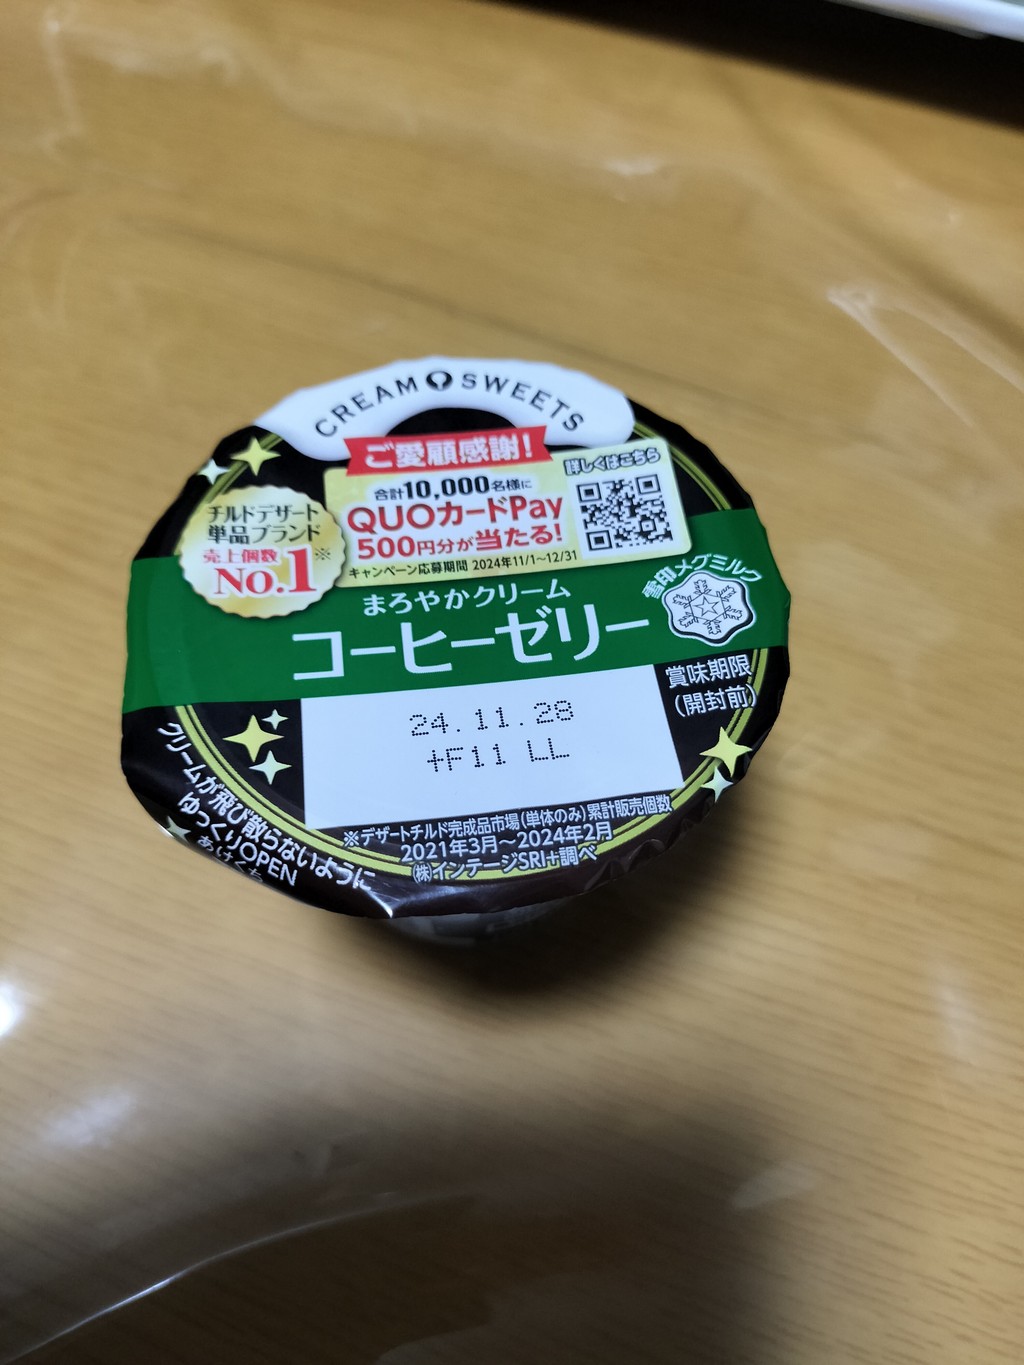 CREAM SWEETS
ご愛顧感謝!
詳しくはこちら
合計10,000名様に
QUOカードPay
500円分が当たる!
キャンペーン応募期間 2024年11/1~12/31
チルドデザート
単品ブランド
売上個数
No.1※
まろやかクリーム
コーヒーゼリー
雪印メグミルク
賞味期限
(開封前)
24.11.28
+F11 LL
※デザートチルド完成品市場(単体のみ)累計販売個数
2021年3月~2024年2月
㈱インテージSRI+調べ
クリームが飛び散らないように
ゆっくりOPEN
あけくち